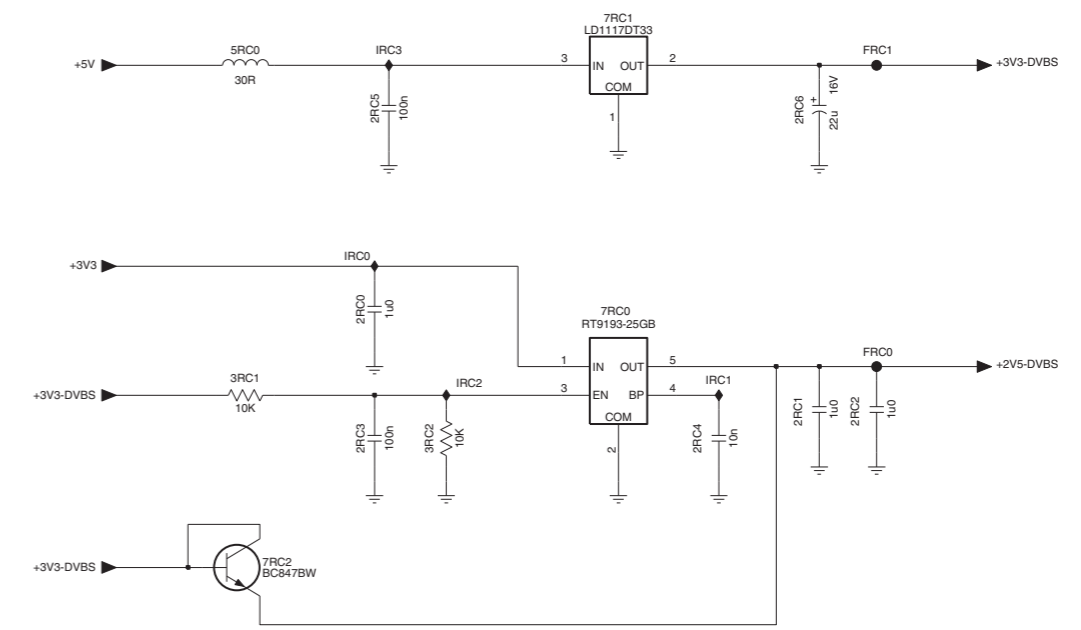 7RC1
LD1117DT33
5RC0
IRC3
FRC1
+5V
3
IN
OUT
2
+3V3-DVBS
30R
COM
2RC5
100n
1
2RC6
+
16V
22u
+3V3
IRC0
2RC0
1u0
7RC0
RT9193-25GB
1
IN
OUT
5
FRC0
+2V5-DVBS
3RC1
IRC2
+3V3-DVBS
10K
3
EN
BP
4
IRC1
COM
2RC3
100n
3RC2
10K
2
2RC4
10n
2RC1
1u0
2RC2
1u0
+3V3-DVBS
7RC2
BC847BW